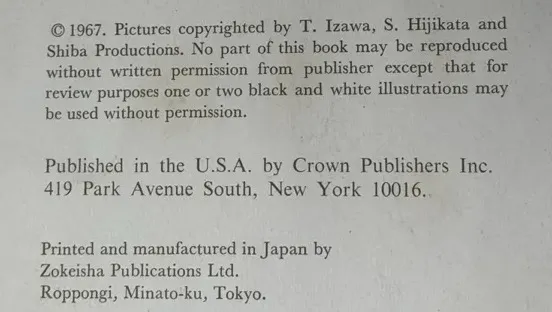 © 1967. Pictures copyrighted by T. Izawa, S. Hijikata and
Shiba Productions. No part of this book may be reproduced
without written permission from publisher except that for
review purposes one or two black and white illustrations may
be used without permission.
Published in the U.S.A. by Crown Publishers Inc.
419 Park Avenue South, New York 10016.
Printed and manufactured in Japan by
Zokeisha Publications Ltd.
Roppongi, Minato-ku, Tokyo.